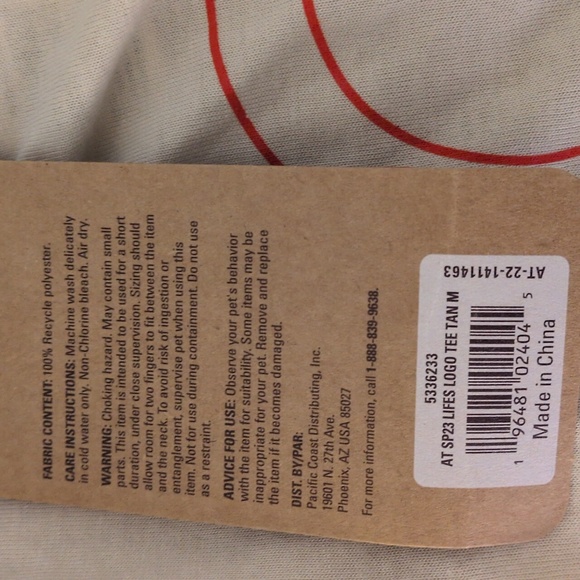 FABRIC CONTENT: 100% Recycle polyester.
CARE INSTRUCTIONS: Machine wash delicately
in cold water only. Non-Chlorine bleach. Air dry.
WARNING: Choking hazard. May contain small
parts. This item is intended to be used for a short
duration, under close supervision. Sizing should
allow room for two fingers to fit between the item
and the neck. To avoid risk of ingestion or
entanglement, supervise pet when using this
item. Not for use during containment. Do not use
as a restraint.
ADVICE FOR USE: Observe your pet's behavior
with the item for suitability. Some items may be
inappropriate for your pet. Remove and replace
the item if it becomes damaged.
DIST. BY/PAR:
Pacific Coast Distributing, Inc.
19601 N. 27th Ave.
Phoenix, AZ USA 85027
For more information, call 1-888-839-9638.
5336233
AT SP23 LIFES LOGO TEE TAN M
1 96481 02404 5
Made in China
AT-22-1411463